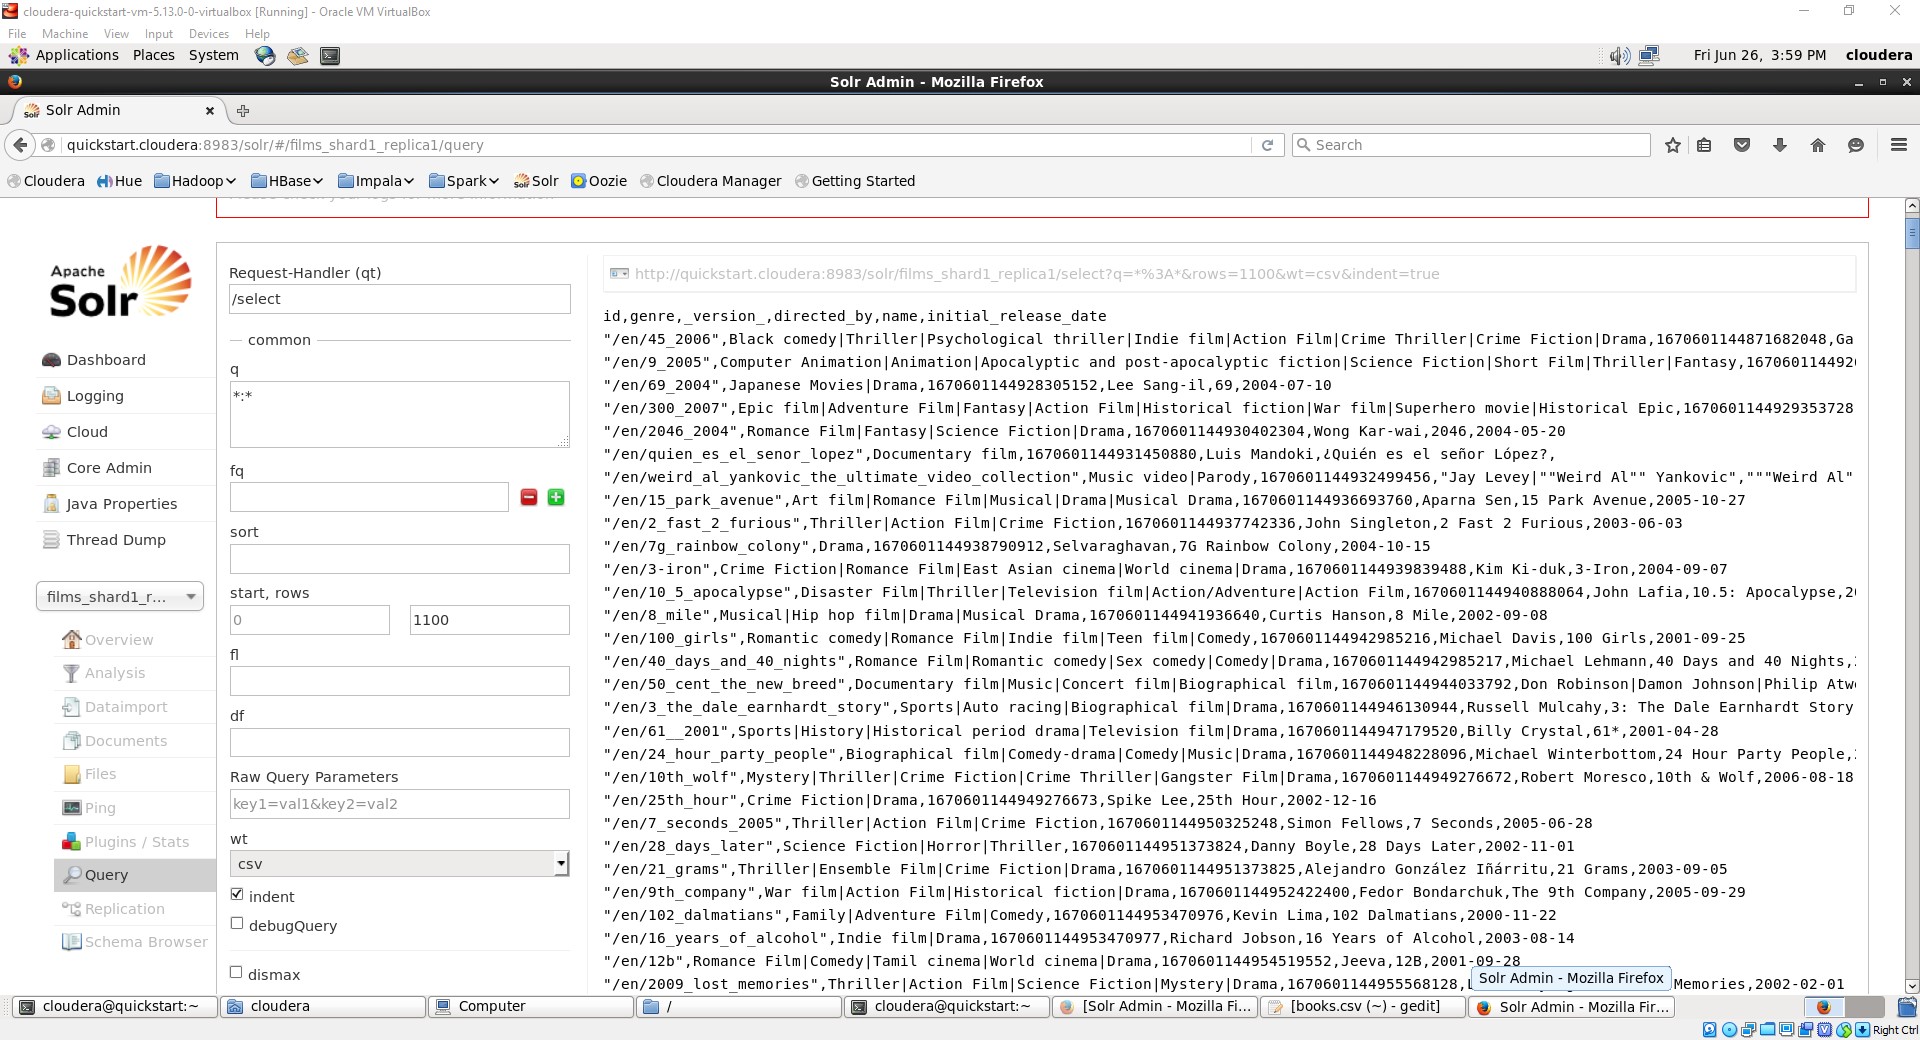 cloudera-quickstart-vm-5.13.0-0-virtualbox [Running] - Oracle VM VirtualBox
File Machine View Input Devices Help
Applications Places System Fri Jun 26, 3:59 PM cloudera
Solr Admin - Mozilla Firefox
Solr Solr Admin
quickstart.cloudera:8983/solr/#/films_shard1_replica1/query
Search
Cloudera Hue Hadoop HBase Impala Spark Solr Solr Oozie Cloudera Manager Getting Started
Apache
Solr
Dashboard
Logging
Cloud
Core Admin
Java Properties
Thread Dump
films_shard1_r...
Overview
Analysis
Dataimport
Documents
Files
Ping
Plugins / Stats
Query
Replication
Schema Browser
Request-Handler (qt)
/select
common
q
*:*
fq
sort
start, rows
0 1100
fl
df
Raw Query Parameters
key1=val1&key2=val2
wt
csv
indent
debugQuery
dismax
http://quickstart.cloudera:8983/solr/films_shard1_replica1/select?q=*%3A*&rows=1100&wt=csv&indent=true
id,genre,_version_,directed_by,name,initial_release_date
"/en/45_2006",Black comedy|Thriller|Psychological thriller|Indie film|Action Film|Crime Thriller|Crime Fiction|Drama,1670601144871682048,Ga
"/en/9_2005",Computer Animation|Animation|Apocalyptic and post-apocalyptic fiction|Science Fiction|Short Film|Thriller|Fantasy,1670601144920
"/en/69_2004",Japanese Movies|Drama,1670601144928305152,Lee Sang-il,69,2004-07-10
"/en/300_2007",Epic film|Adventure Film|Fantasy|Action Film|Historical fiction|War film|Superhero movie|Historical Epic,1670601144929353728
"/en/2046_2004",Romance Film|Fantasy|Science Fiction|Drama,1670601144930402304,Wong Kar-wai,2046,2004-05-20
"/en/quien_es_el_senor_lopez",Documentary film,1670601144931450880,Luis Mandoki,¿Quién es el señor López?,
"/en/weird_al_yankovic_the_ultimate_video_collection",Music video|Parody,1670601144932499456,"Jay Levey|""Weird Al"" Yankovic","""Weird Al"
"/en/15_park_avenue",Art film|Romance Film|Musical|Drama|Musical Drama,1670601144936693760,Aparna Sen,15 Park Avenue,2005-10-27
"/en/2_fast_2_furious",Thriller|Action Film|Crime Fiction,1670601144937742336,John Singleton,2 Fast 2 Furious,2003-06-03
"/en/7g_rainbow_colony",Drama,1670601144938790912,Selvaraghavan,7G Rainbow Colony,2004-10-15
"/en/3-iron",Crime Fiction|Romance Film|East Asian cinema|World cinema|Drama,1670601144939839488,Kim Ki-duk,3-Iron,2004-09-07
"/en/10_5_apocalypse",Disaster Film|Thriller|Television film|Action/Adventure|Action Film,1670601144940888064,John Lafia,10.5: Apocalypse,20
"/en/8_mile",Musical|Hip hop film|Drama|Musical Drama,1670601144941936640,Curtis Hanson,8 Mile,2002-09-08
"/en/100_girls",Romantic comedy|Romance Film|Indie film|Teen film|Comedy,1670601144942985216,Michael Davis,100 Girls,2001-09-25
"/en/40_days_and_40_nights",Romance Film|Romantic comedy|Sex comedy|Comedy|Drama,1670601144942985217,Michael Lehmann,40 Days and 40 Nights,
"/en/50_cent_the_new_breed",Documentary film|Music|Concert film|Biographical film,1670601144944033792,Don Robinson|Damon Johnson|Philip Atw
"/en/3_the_dale_earnhardt_story",Sports|Auto racing|Biographical film|Drama,1670601144946130944,Russell Mulcahy,3: The Dale Earnhardt Story
"/en/61__2001",Sports|History|Historical period drama|Television film|Drama,1670601144947179520,Billy Crystal,61*,2001-04-28
"/en/24_hour_party_people",Biographical film|Comedy-drama|Comedy|Music|Drama,1670601144948228096,Michael Winterbottom,24 Hour Party People,
"/en/10th_wolf",Mystery|Thriller|Crime Fiction|Crime Thriller|Gangster Film|Drama,1670601144949276672,Robert Moresco,10th & Wolf,2006-08-18
"/en/25th_hour",Crime Fiction|Drama,1670601144949276673,Spike Lee,25th Hour,2002-12-16
"/en/7_seconds_2005",Thriller|Action Film|Crime Fiction,1670601144950325248,Simon Fellows,7 Seconds,2005-06-28
"/en/28_days_later",Science Fiction|Horror|Thriller,1670601144951373824,Danny Boyle,28 Days Later,2002-11-01
"/en/21_grams",Thriller|Ensemble Film|Crime Fiction|Drama,1670601144951373825,Alejandro González Iñárritu,21 Grams,2003-09-05
"/en/9th_company",War film|Action Film|Historical fiction|Drama,1670601144952422400,Fedor Bondarchuk,The 9th Company,2005-09-29
"/en/102_dalmatians",Family|Adventure Film|Comedy,1670601144953470976,Kevin Lima,102 Dalmatians,2000-11-22
"/en/16_years_of_alcohol",Indie film|Drama,1670601144953470977,Richard Jobson,16 Years of Alcohol,2003-08-14
"/en/12b",Romance Film|Comedy|Tamil cinema|World cinema|Drama,1670601144954519552,Jeeva,12B,2001-09-28
"/en/2009_lost_memories",Thriller|Action Film|Science Fiction|Mystery|Drama,1670601144955568128, Memories,2002-02-01
Solr Admin - Mozilla Firefox
cloudera@quickstart:~ cloudera Computer / cloudera@quickstart:~ [Solr Admin - Mozilla Fi... [books.csv (~) - gedit] Solr Admin - Mozilla Fir...
Right Ctrl